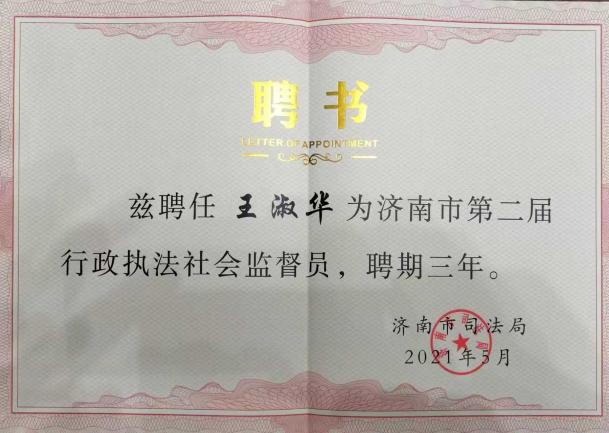 聘书
LETTER OF APPOINTMENT
兹聘任 王淑华 为济南市第二届
行政执法社会监督员，聘期三年。
济南市司法局
2021年5月